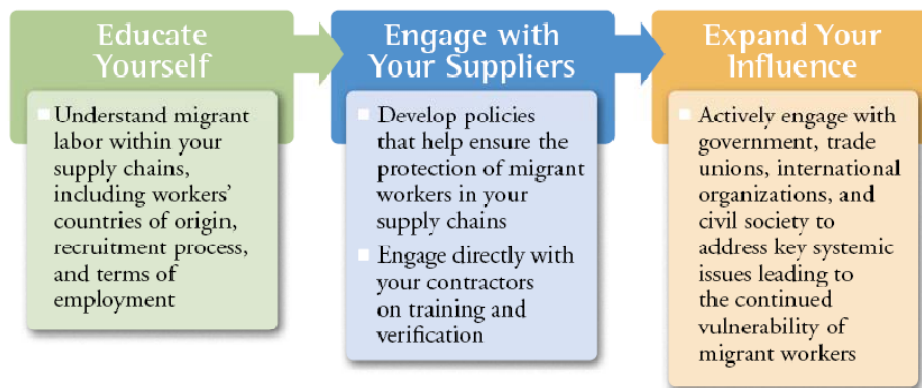 Educate
Yourself
Understand migrant
labor within your
supply chains,
including workers’
countries of origin,
recruitment process,
and terms of
employment
Engage with
Your Suppliers
Develop policies
that help ensure the
protection of migrant
workers in your
supply chains
Engage directly with
your contractors
on training and
verification
Expand Your
Influence
Actively engage with
government, trade
unions, international
organizations, and
civil society to
address key systemic
issues leading to
the continued
vulnerability of
migrant workers